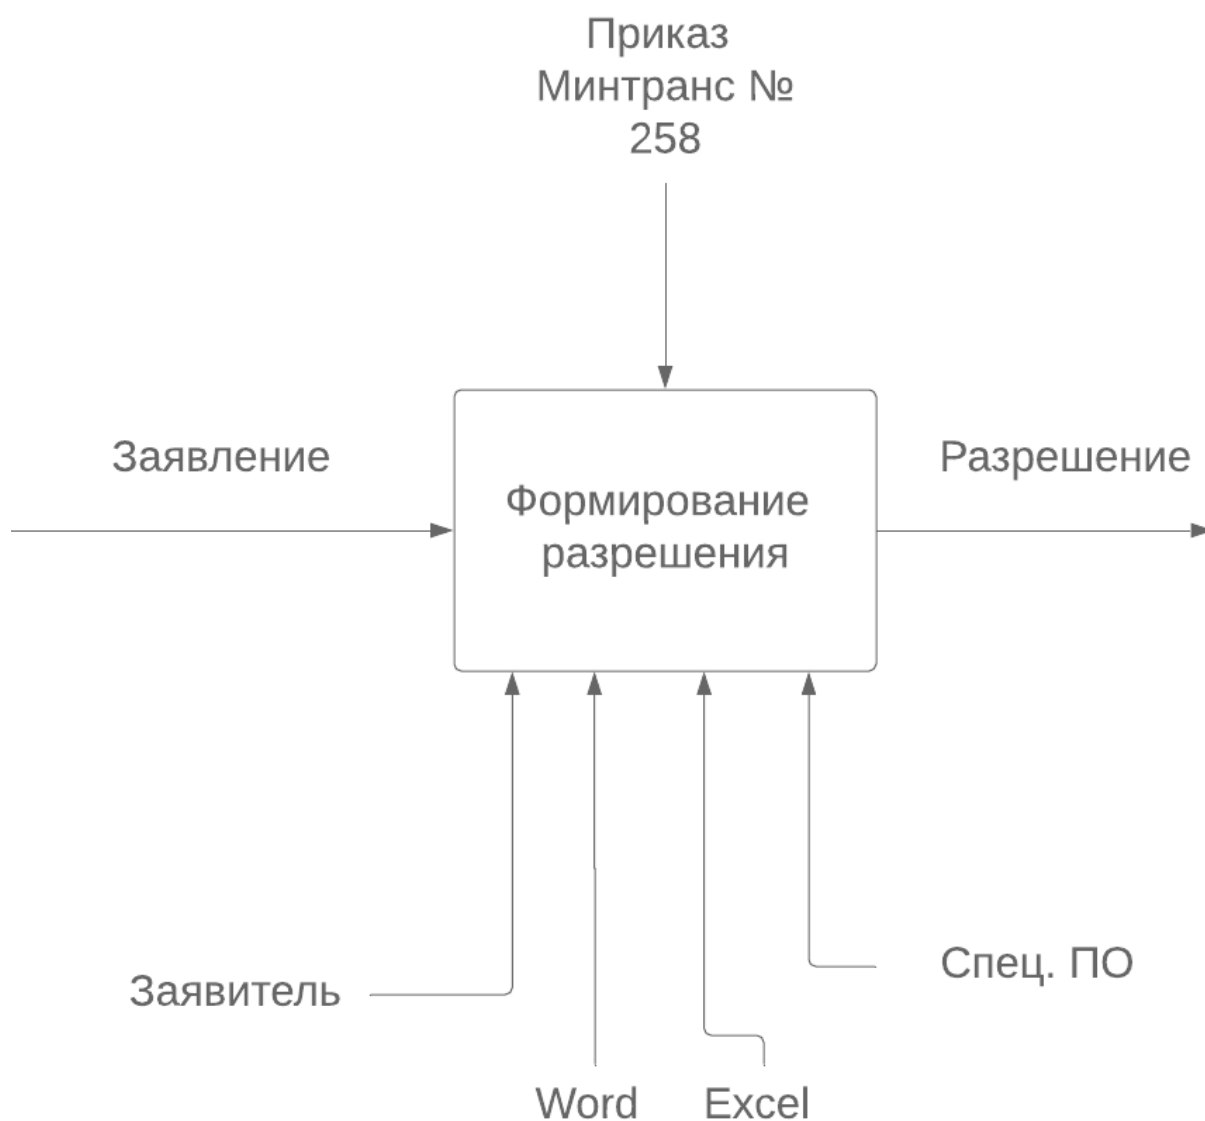 Приказ
Минтранс №
258
Заявление
Разрешение
Формирование
разрешения
Спец. ПО
Заявитель
Word
Excel